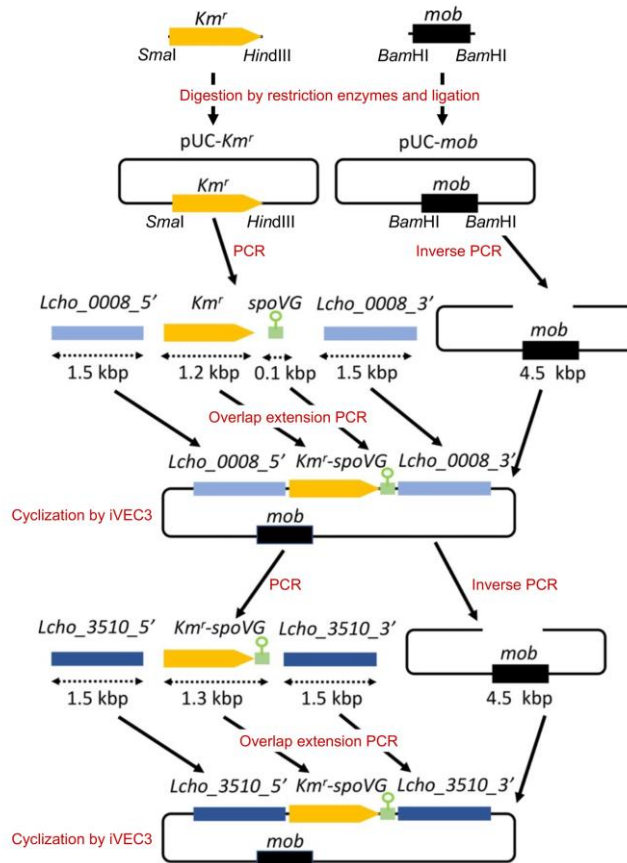 Kmʳ mob
SmaI HindIII BamHI BamHI
Digestion by restriction enzymes and ligation
pUC-Kmʳ pUC-mob
Kmʳ mob
SmaI HindIII BamHI BamHI
PCR Inverse PCR
Lcho_0008_5’ Kmʳ spoVG Lcho_0008_3’
mob
1.5 kbp 1.2 kbp 0.1 kbp 1.5 kbp 4.5 kbp
Overlap extension PCR
Lcho_0008_5’ Kmʳ-spoVG Lcho_0008_3’
Cyclization by iVEC3
mob
PCR Inverse PCR
Lcho_3510_5’ Kmʳ-spoVG Lcho_3510_3’
mob
1.5 kbp 1.3 kbp 1.5 kbp 4.5 kbp
Overlap extension PCR
Lcho_3510_5’ Kmʳ-spoVG Lcho_3510_3’
Cyclization by iVEC3
mob